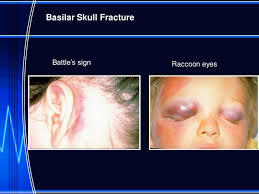 Basilar Skull Fracture
Battle's sign
Raccoon eyes